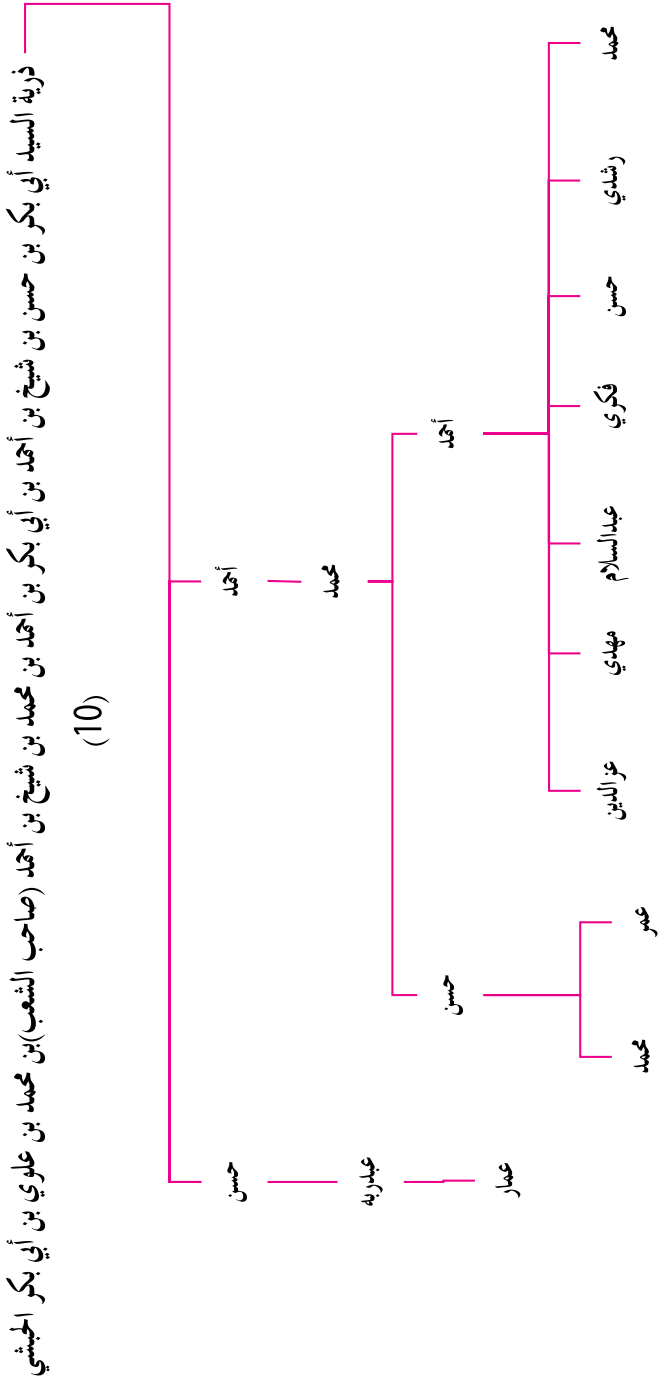 ذرية السيد أبي بكر بن حسن بن شيخ بن أحمد بن أبي بكر بن أحمد بن محمد بن شيخ بن أحمد (صاحب الشعب)بن محمد بن علوي بن أبي بكر الحبشي
(10)
أحمد
حسن
محمد
عبدربه
أحمد
حسن
عمار
محمد
رشدي
حسن
فكري
عبدالسلام
مهدي
عزالدين
عمر
محمد